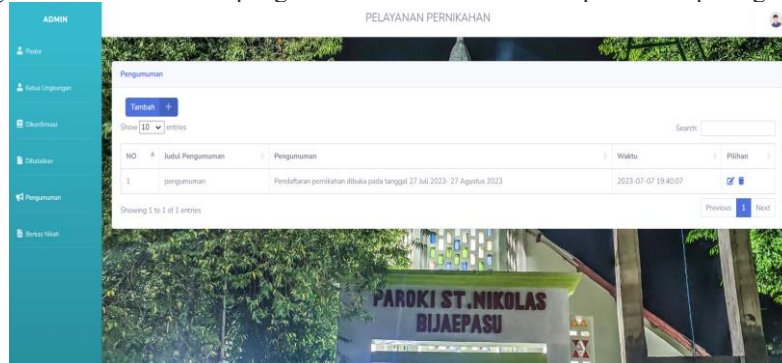 ADMIN
PELAYANAN PERNIKAHAN
Pastor
Ketua Lingkungan
Dikonfirmasi
Dibatalkan
Pengumuman
Berkas Nikah
Pengumuman
Tambah +
Show 10 entries
Search:
NO Judul Pengumuman Pengumuman Waktu Pilihan
1 pengumuman Pendaftaran pernikahan dibuka pada tanggal 27 Juli 2023- 27 Agustus 2023 2023-07-07 19:40:07
Showing 1 to 1 of 1 entries
Previous 1 Next
PAROKI ST.NIKOLAS
BIJAEPASU